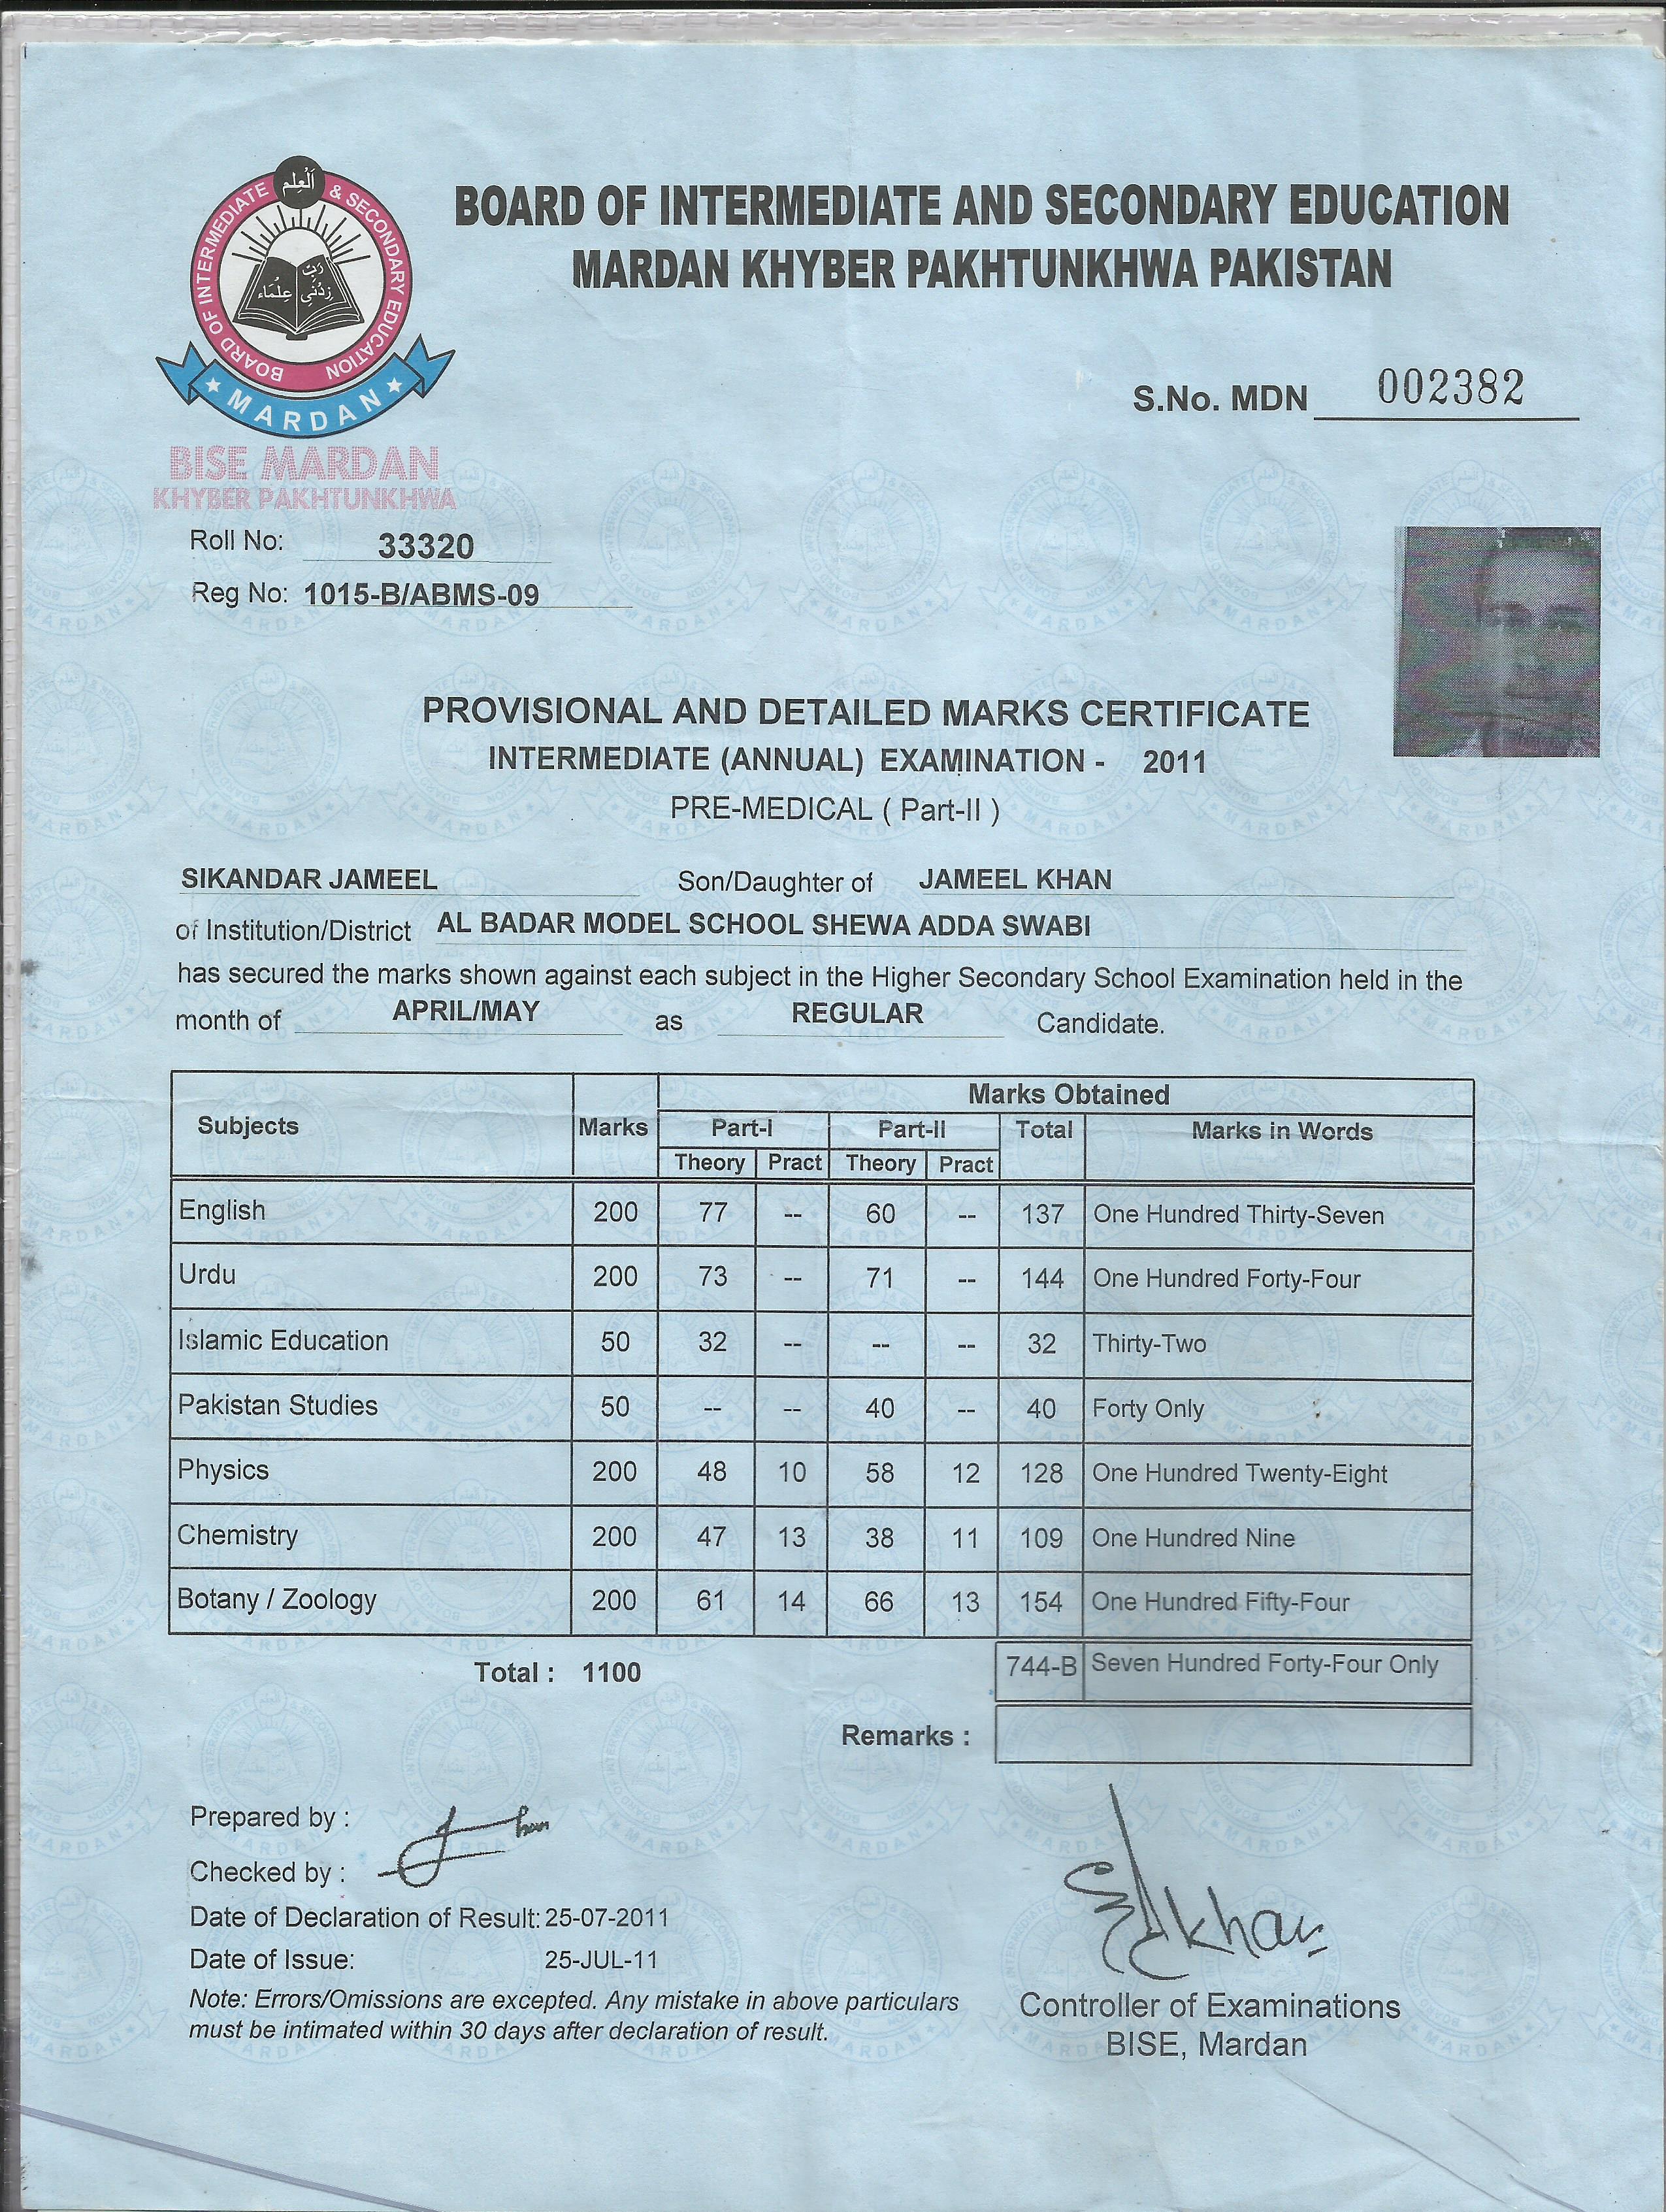 BOARD OF INTERMEDIATE AND SECONDARY EDUCATION
MARDAN KHYBER PAKHTUNKHWA PAKISTAN
العلم
BOARD OF INTERMEDIATE & SECONDARY EDUCATION
رَبِّ زِدْنِي عِلْمَاء
MARDAN
S.No. MDN 002382
BISE MARDAN
KHYBER PAKHTUNKHWA
Roll No: 33320
Reg No: 1015-B/ABMS-09
PROVISIONAL AND DETAILED MARKS CERTIFICATE
INTERMEDIATE (ANNUAL) EXAMINATION - 2011
PRE-MEDICAL ( Part-II )
SIKANDAR JAMEEL Son/Daughter of JAMEEL KHAN
of Institution/District AL BADAR MODEL SCHOOL SHEWA ADDA SWABI
has secured the marks shown against each subject in the Higher Secondary School Examination held in the
month of APRIL/MAY as REGULAR Candidate.
Marks Obtained
Subjects Marks Part-I Part-II Total Marks in Words
Theory Pract Theory Pract
English 200 77 -- 60 -- 137 One Hundred Thirty-Seven
Urdu 200 73 -- 71 -- 144 One Hundred Forty-Four
Islamic Education 50 32 -- -- -- 32 Thirty-Two
Pakistan Studies 50 -- -- 40 -- 40 Forty Only
Physics 200 48 10 58 12 128 One Hundred Twenty-Eight
Chemistry 200 47 13 38 11 109 One Hundred Nine
Botany / Zoology 200 61 14 66 13 154 One Hundred Fifty-Four
Total : 1100 744-B Seven Hundred Forty-Four Only
Remarks :
Prepared by :
Checked by :
Date of Declaration of Result: 25-07-2011
Date of Issue: 25-JUL-11
Note: Errors/Omissions are excepted. Any mistake in above particulars
must be intimated within 30 days after declaration of result.
Controller of Examinations
BISE, Mardan